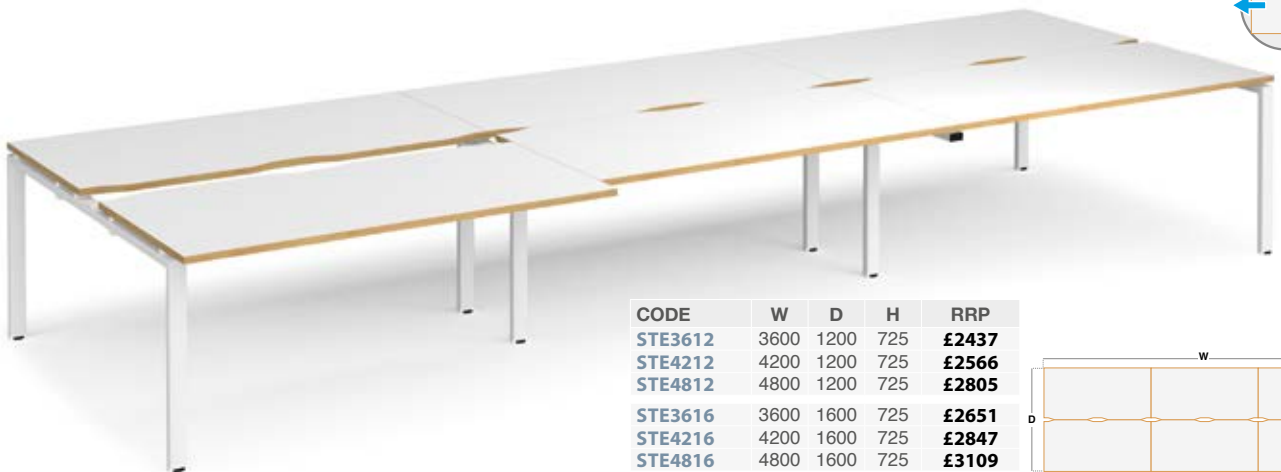 CODE W D H RRP
STE3612 3600 1200 725 £2437
STE4212 4200 1200 725 £2566
STE4812 4800 1200 725 £2805
STE3616 3600 1600 725 £2651
STE4216 4200 1600 725 £2847
STE4816 4800 1600 725 £3109
W
D